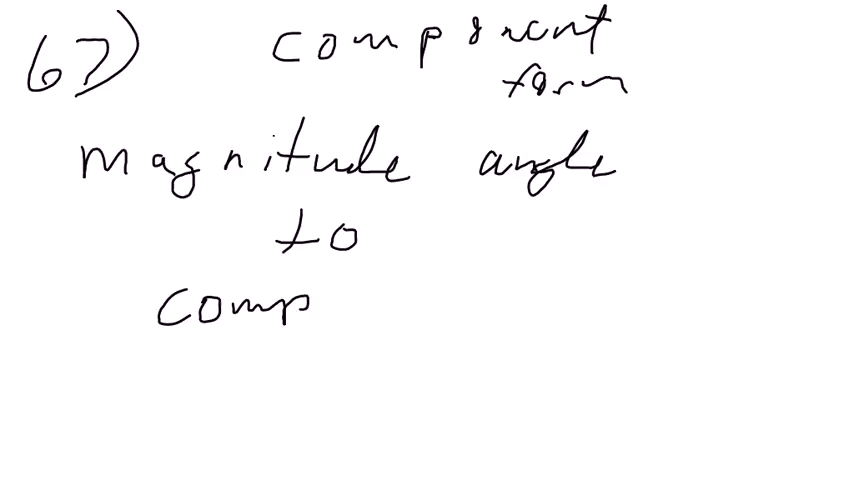 67) component
form
magnitude angle
to
comp